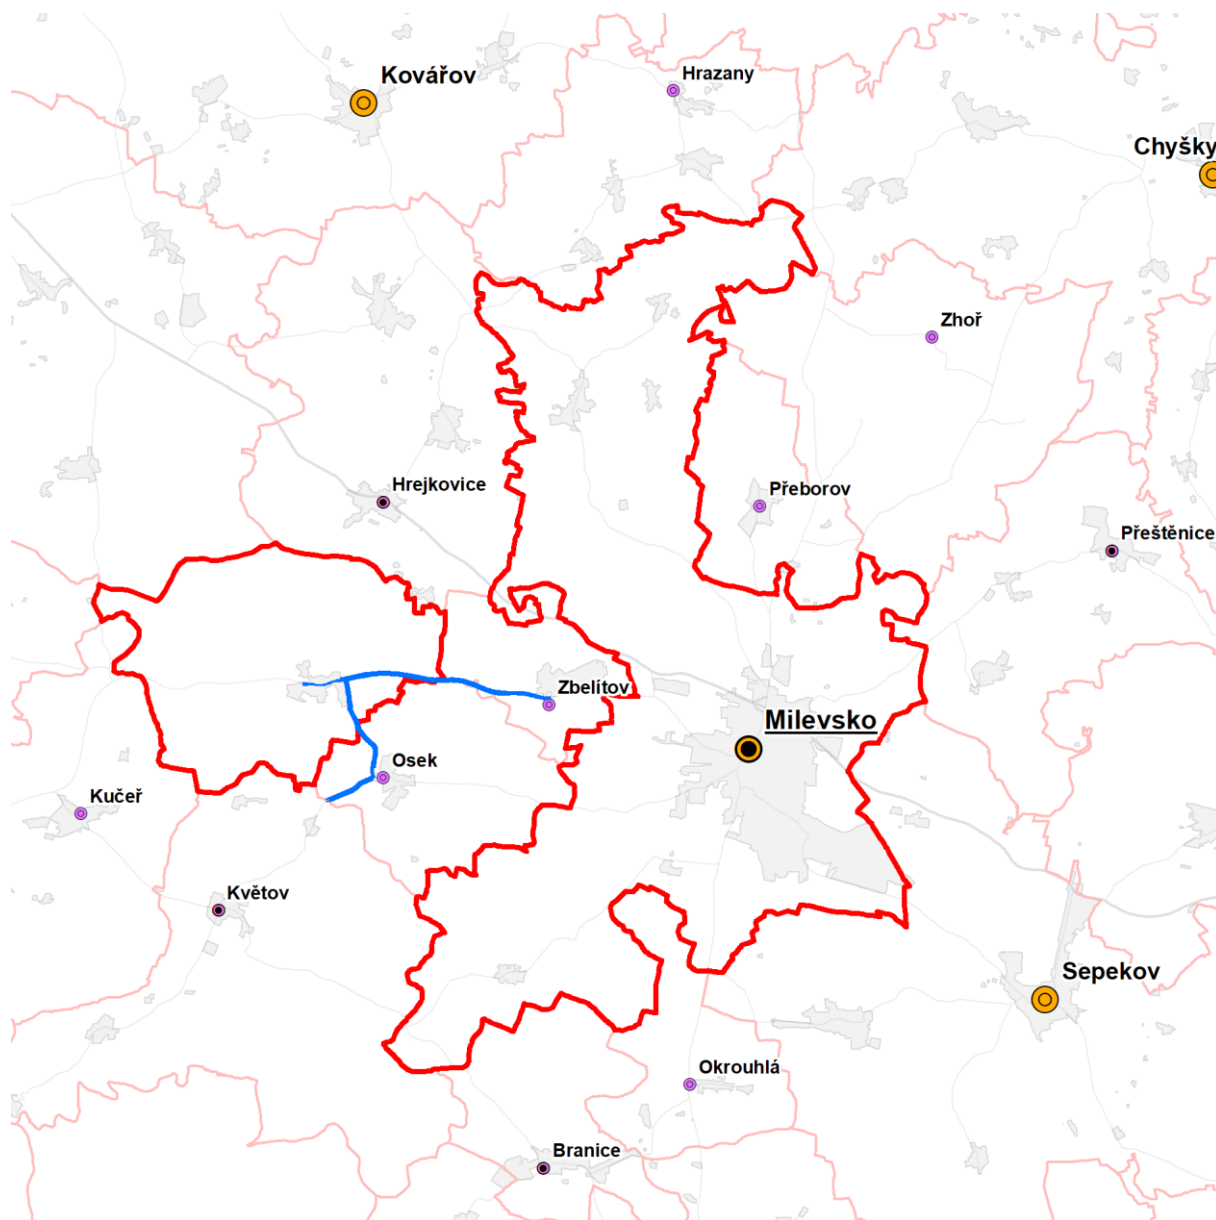 Hrazany
Kovářov
Chyšky
Zhoř
Hrejkovice
Přeborov
Přeštěnice
Zbelítov
Milevsko
Osek
Kučeř
Květov
Sepekov
Okrouhlá
Branice